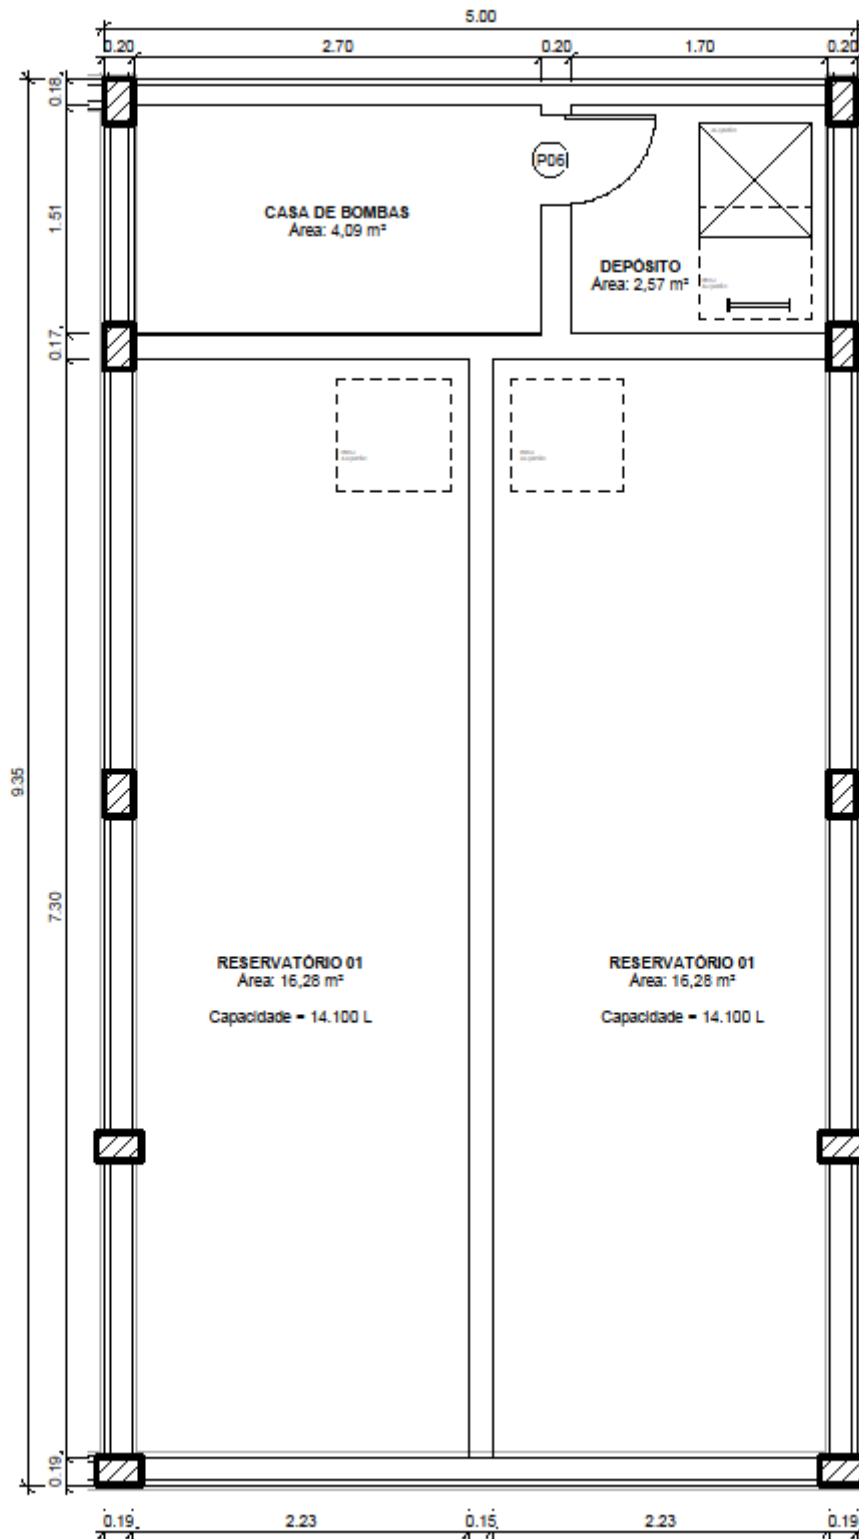 5.00
0.20 2.70 0.20 1.70 0.20
0.18
P06
1.51
CASA DE BOMBAS
Área: 4,09 m²
DEPÓSITO
Área: 2,57 m²
0.17
9.35
7.30
RESERVATÓRIO 01
Área: 16,28 m²
Capacidade = 14.100 L
RESERVATÓRIO 01
Área: 16,28 m²
Capacidade = 14.100 L
0.19
0.19 2.23 0.15 2.23 0.19